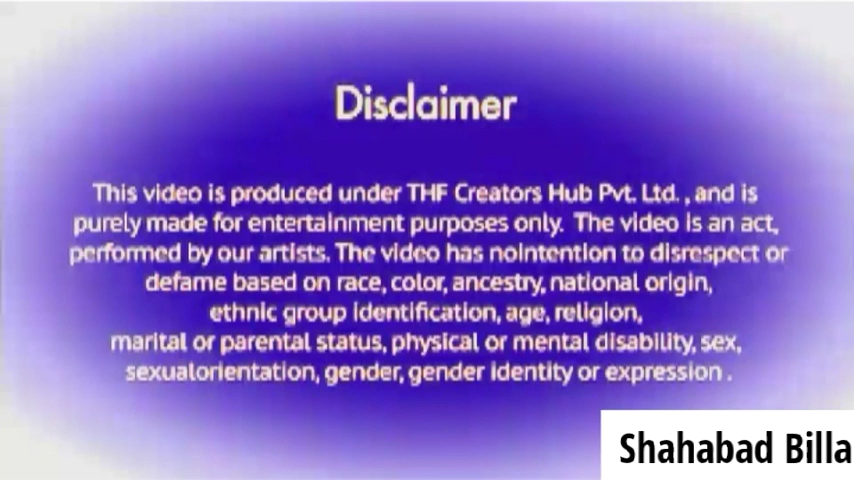 Disclaimer
This video is produced under THF Creators Hub Pvt. Ltd. , and is
purely made for entertainment purposes only. The video is an act,
performed by our artists. The video has nointention to disrespect or
defame based on race, color, ancestry, national origin,
ethnic group identification, age, religion,
marital or parental status, physical or mental disability, sex,
sexualorientation, gender, gender identity or expression .
Shahabad Billa